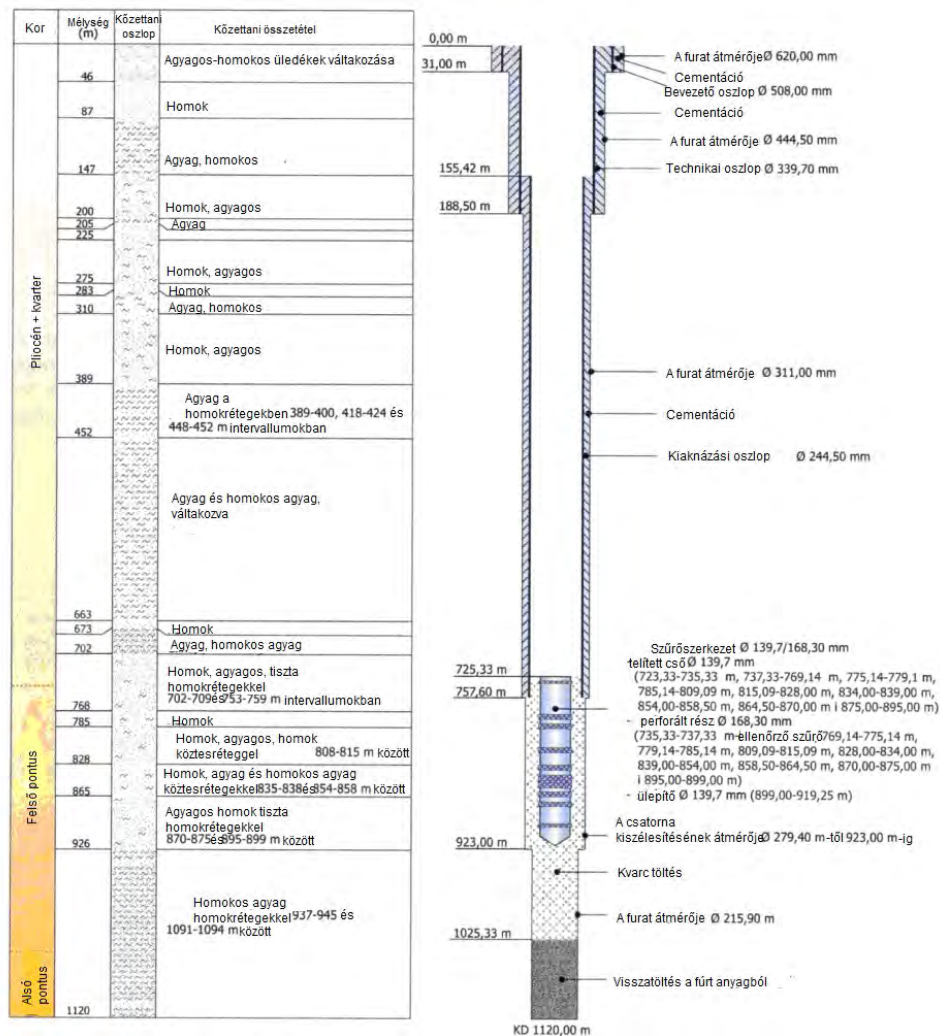 Kor
Mélység (m)
Kőzettani oszlop
Kőzettani összetétel
Agyagos-homokos üledékek váltakozása
46
Homok
87
Agyag, homokos
147
Homok, agyagos
200
Agyag
205
225
Homok, agyagos
275
Homok
283
Agyag, homokos
310
Homok, agyagos
389
Agyag a
homokrétegekben 389-400, 418-424 és
448-452 m intervallumokban
452
Agyag és homokos agyag,
váltakozva
663
Homok
673
Agyag, homokos agyag
702
Homok, agyagos, tiszta
homokrétegekkel
702-709és753-759 m intervallumokban
768
Homok
785
Homok, agyagos, homok
köztesréteggel 808-815 m között
828
Homok, agyag és homokos agyag
köztesrétegekkel835-838és854-858 m között
865
Agyagos homok tiszta
homokrétegekkel
870-875és895-899 m között
926
Homokos agyag
homokrétegekkel937-945 és
1091-1094 m között
1120
Pliocén + kvarter
Felső pontus
Alsó pontus
0,00 m
31,00 m
155,42 m
188,50 m
725,33 m
757,60 m
923,00 m
1025,33 m
KD 1120,00 m
A furat átmérője Ø 620,00 mm
Cementáció
Bevezető oszlop Ø 508,00 mm
Cementáció
A furat átmérője Ø 444,50 mm
Technikai oszlop Ø 339,70 mm
A furat átmérője Ø 311,00 mm
Cementáció
Kiaknázási oszlop Ø 244,50 mm
Szűrőszerkezet Ø 139,7/168,30 mm
telített cső Ø 139,7 mm
(723,33-735,33 m, 737,33-769,14 m, 775,14-779,1 m,
785,14-809,09 m, 815,09-828,00 m, 834,00-839,00 m,
854,00-858,50 m, 864,50-870,00 m i 875,00-895,00 m)
- perforált rész Ø 168,30 mm
(735,33-737,33 m-ellenőrző szűrő769,14-775,14 m,
779,14-785,14 m, 809,09-815,09 m, 828,00-834,00 m,
839,00-854,00 m, 858,50-864,50 m, 870,00-875,00 m
i 895,00-899,00 m)
- ülepítő Ø 139,7 mm (899,00-919,25 m)
A csatorna
kiszélesítésének átmérője Ø 279,40 m-től 923,00 m-ig
Kvarc töltés
A furat átmérője Ø 215,90 m
Visszatöltés a fúrt anyagból